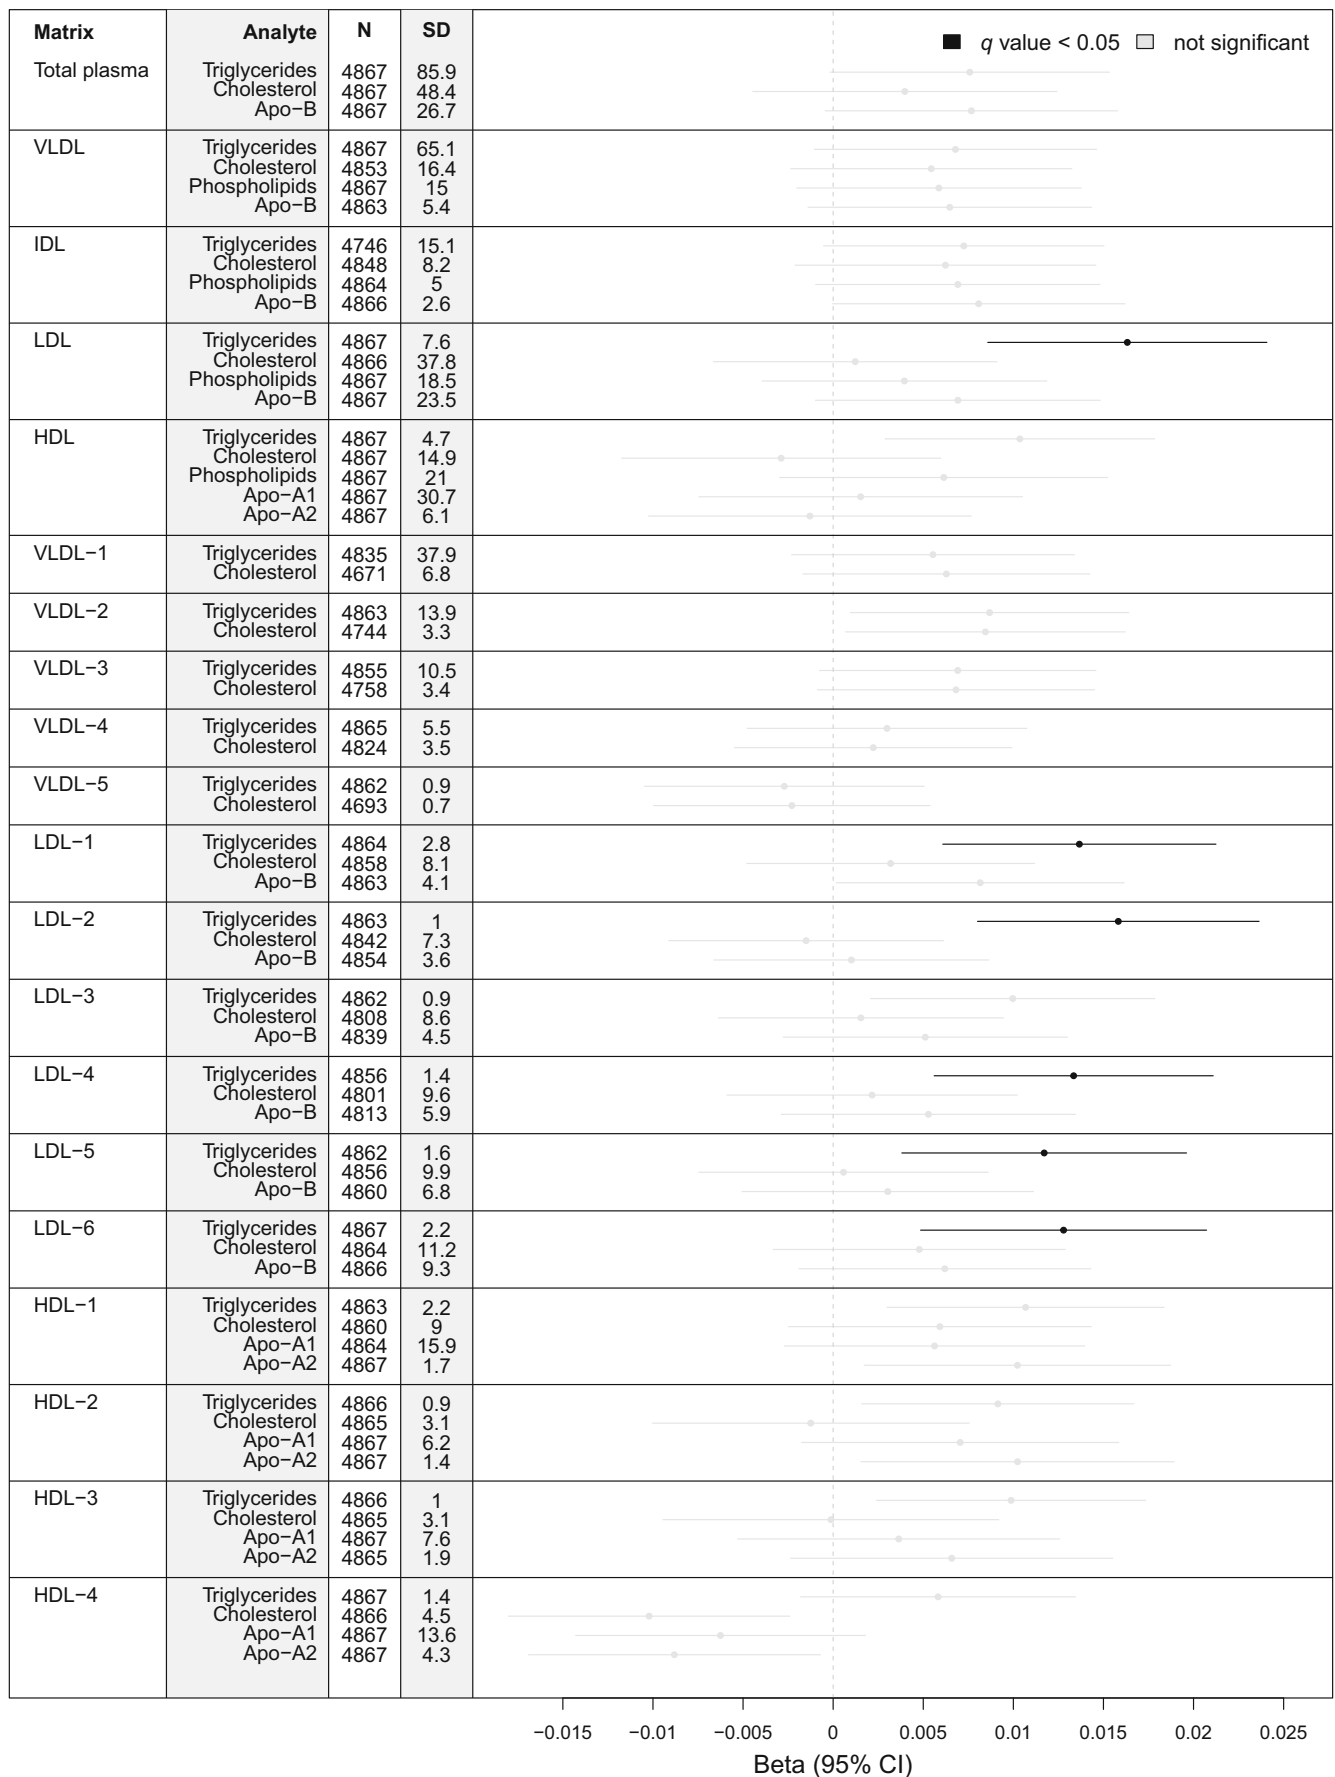 Matrix Analyte N SD
q value < 0.05 not significant
Total plasma Triglycerides 4867 85.9
Cholesterol 4867 48.4
Apo−B 4867 26.7
VLDL Triglycerides 4867 65.1
Cholesterol 4853 16.4
Phospholipids 4867 15
Apo−B 4863 5.4
IDL Triglycerides 4746 15.1
Cholesterol 4848 8.2
Phospholipids 4864 5
Apo−B 4866 2.6
LDL Triglycerides 4867 7.6
Cholesterol 4866 37.8
Phospholipids 4867 18.5
Apo−B 4867 23.5
HDL Triglycerides 4867 4.7
Cholesterol 4867 14.9
Phospholipids 4867 21
Apo−A1 4867 30.7
Apo−A2 4867 6.1
VLDL−1 Triglycerides 4835 37.9
Cholesterol 4671 6.8
VLDL−2 Triglycerides 4863 13.9
Cholesterol 4744 3.3
VLDL−3 Triglycerides 4855 10.5
Cholesterol 4758 3.4
VLDL−4 Triglycerides 4865 5.5
Cholesterol 4824 3.5
VLDL−5 Triglycerides 4862 0.9
Cholesterol 4693 0.7
LDL−1 Triglycerides 4864 2.8
Cholesterol 4858 8.1
Apo−B 4863 4.1
LDL−2 Triglycerides 4863 1
Cholesterol 4842 7.3
Apo−B 4854 3.6
LDL−3 Triglycerides 4862 0.9
Cholesterol 4808 8.6
Apo−B 4839 4.5
LDL−4 Triglycerides 4856 1.4
Cholesterol 4801 9.6
Apo−B 4813 5.9
LDL−5 Triglycerides 4862 1.6
Cholesterol 4856 9.9
Apo−B 4860 6.8
LDL−6 Triglycerides 4867 2.2
Cholesterol 4864 11.2
Apo−B 4866 9.3
HDL−1 Triglycerides 4863 2.2
Cholesterol 4860 9
Apo−A1 4864 15.9
Apo−A2 4867 1.7
HDL−2 Triglycerides 4866 0.9
Cholesterol 4865 3.1
Apo−A1 4867 6.2
Apo−A2 4867 1.4
HDL−3 Triglycerides 4866 1
Cholesterol 4865 3.1
Apo−A1 4867 7.6
Apo−A2 4865 1.9
HDL−4 Triglycerides 4867 1.4
Cholesterol 4866 4.5
Apo−A1 4867 13.6
Apo−A2 4867 4.3
−0.015 −0.01 −0.005 0 0.005 0.01 0.015 0.02 0.025
Beta (95% CI)